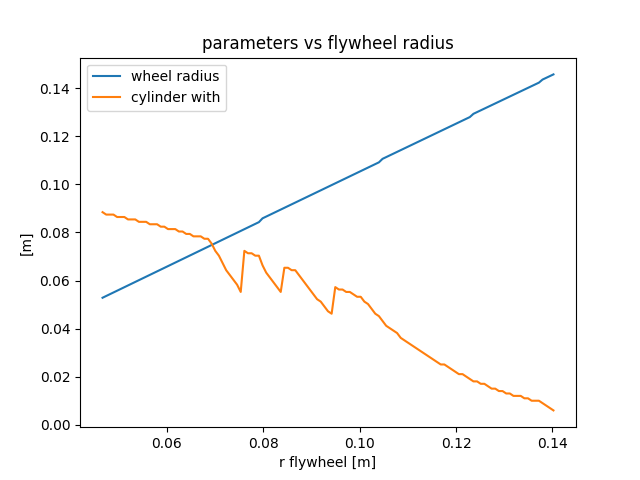 parameters vs flywheel radius
wheel radius
cylinder with
0.14
0.12
0.10
0.08
0.06
0.04
0.02
0.00
[m]
0.06 0.08 0.10 0.12 0.14
r flywheel [m]